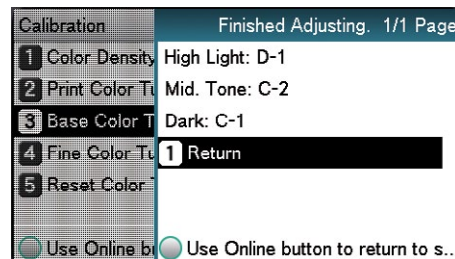 Calibration
1 Color Density
2 Print Color Tu
3 Base Color T
4 Fine Color Tu
5 Reset Color
Use Online bu
Finished Adjusting. 1/1 Page
High Light: D-1
Mid. Tone: C-2
Dark: C-1
1 Return
Use Online button to return to s...